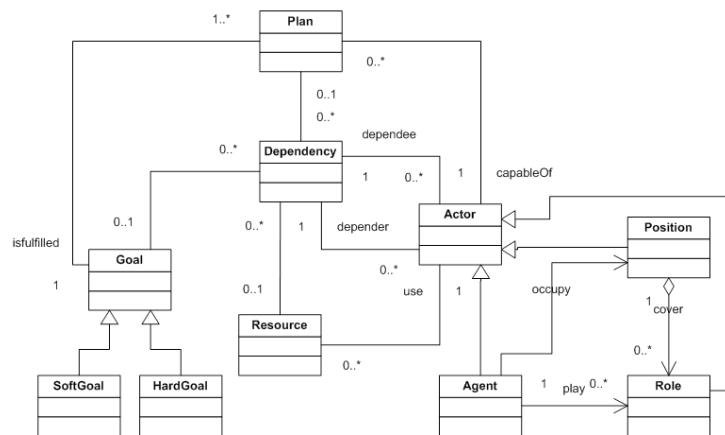 1..*
Plan
0..*
0..1
0..*
dependee
0..*
Dependency
1
0..*
1
capableOf
Actor
Position
0..1
0..*
1
depender
isfulfilled
Goal
1
0..*
use
1
occupy
1
cover
0..1
Resource
0..*
0..*
SoftGoal
HardGoal
Agent
1
play
0..*
Role